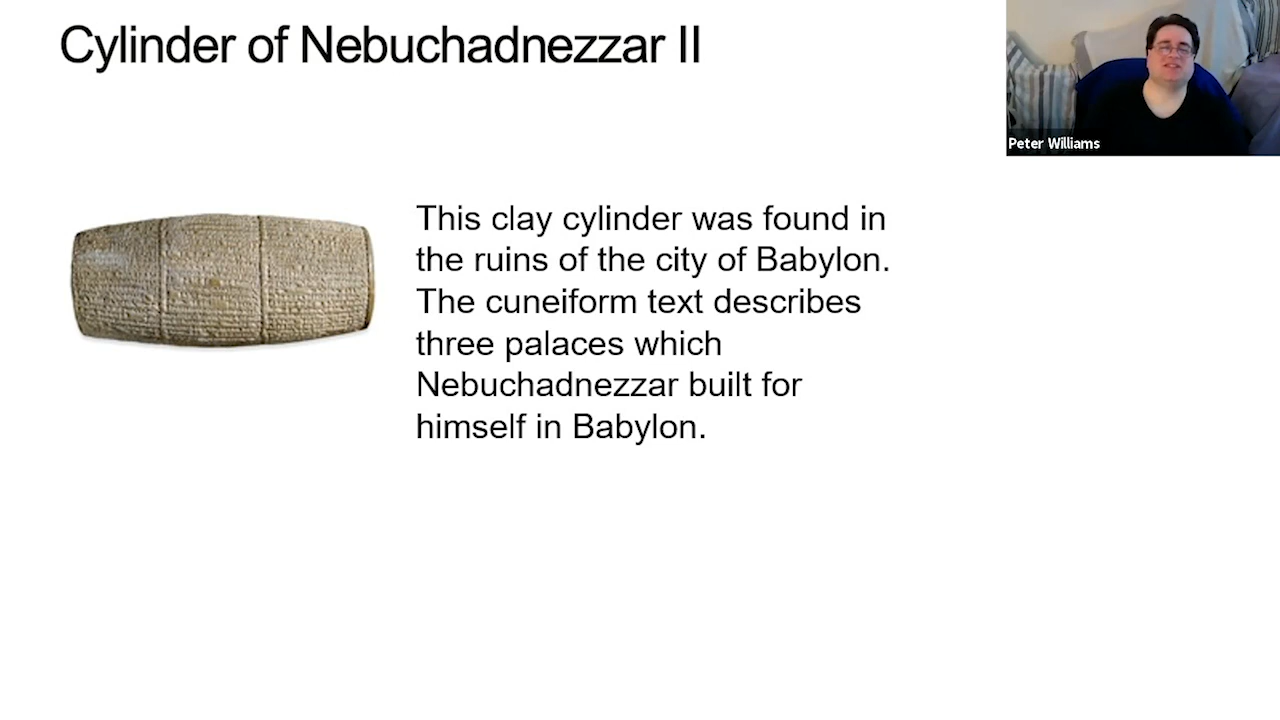 Cylinder of Nebuchadnezzar II
Peter Williams
This clay cylinder was found in
the ruins of the city of Babylon.
The cuneiform text describes
three palaces which
Nebuchadnezzar built for
himself in Babylon.